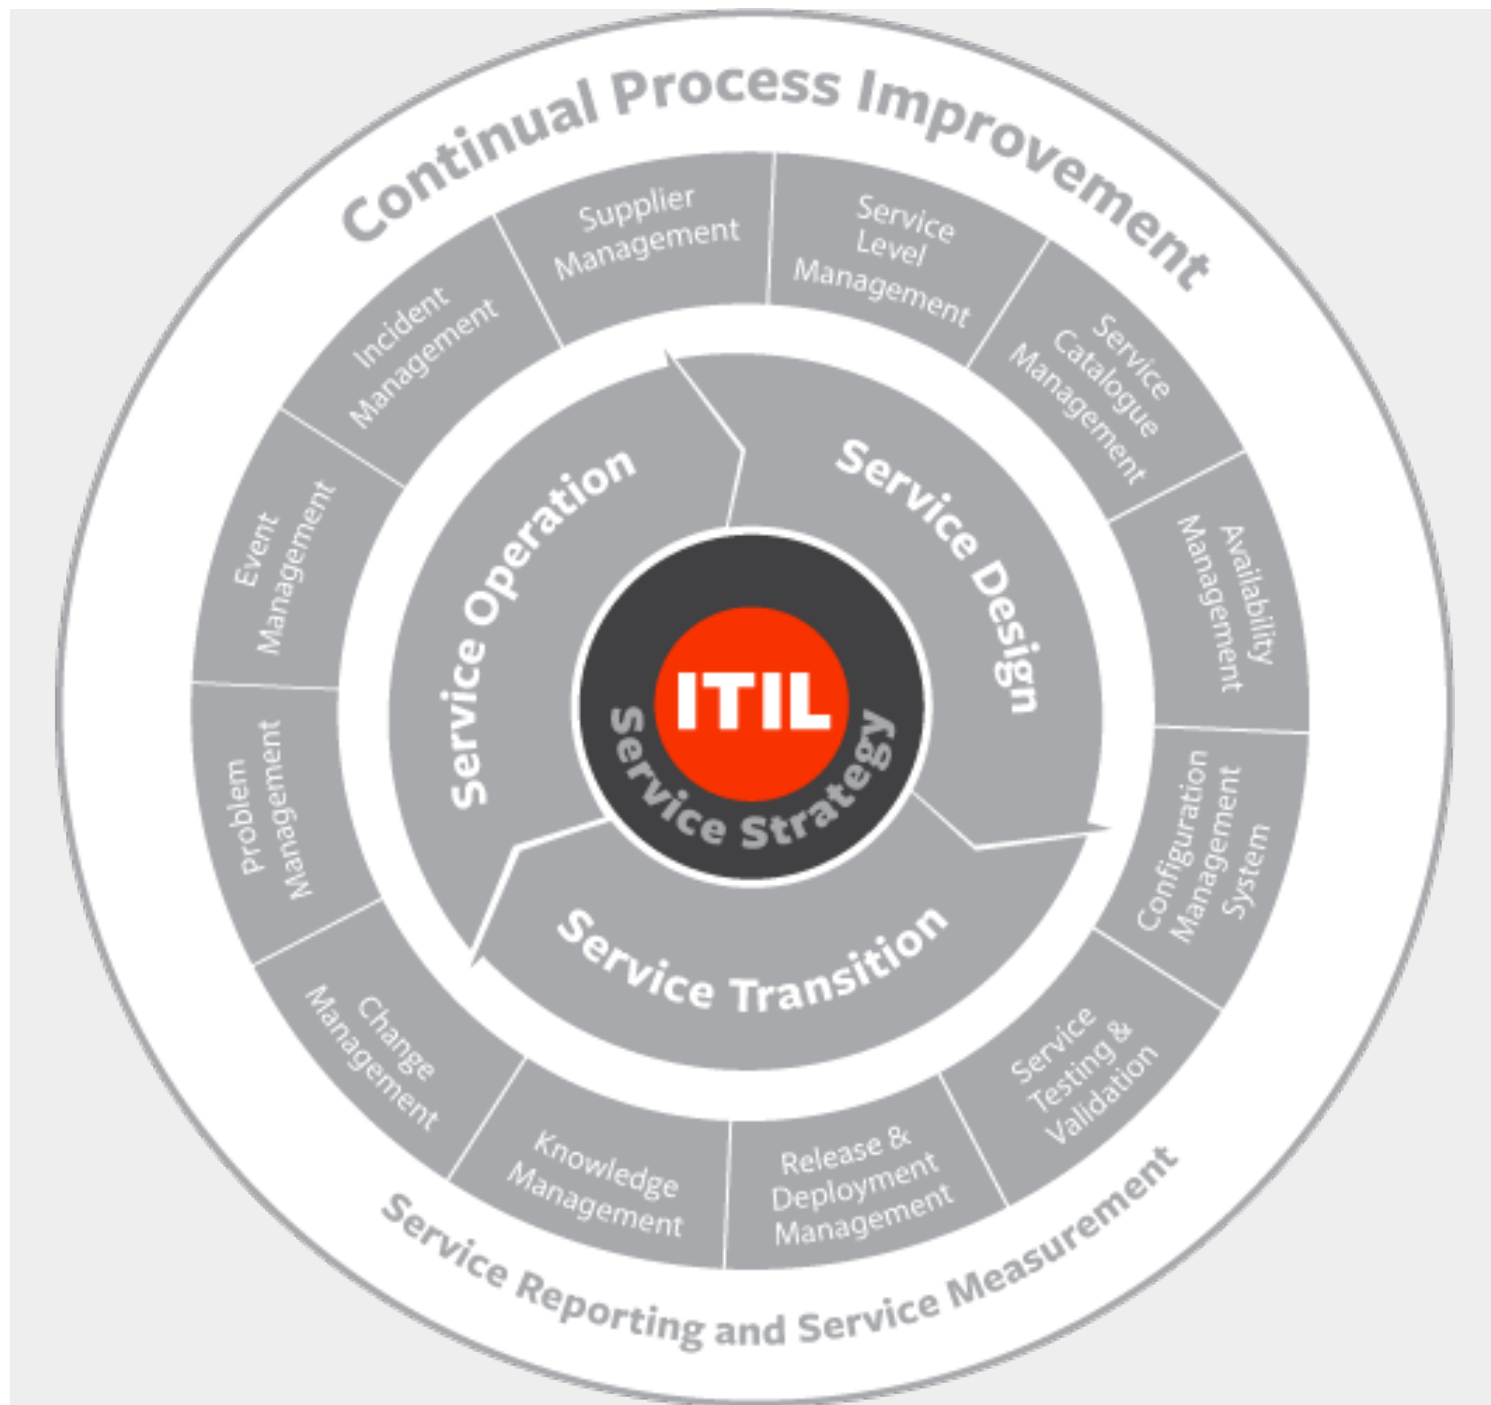 Continual Process Improvement
Supplier
Management
Service
Level
Management
Service
Catalogue
Management
Availability
Management
Configuration
Management
System
Service
Testing &
Validation
Release &
Deployment
Management
Knowledge
Management
Change
Management
Problem
Management
Event
Management
Incident
Management
Service Operation
Service Design
Service Transition
ITIL
Service Strategy
Service Reporting and Service Measurement